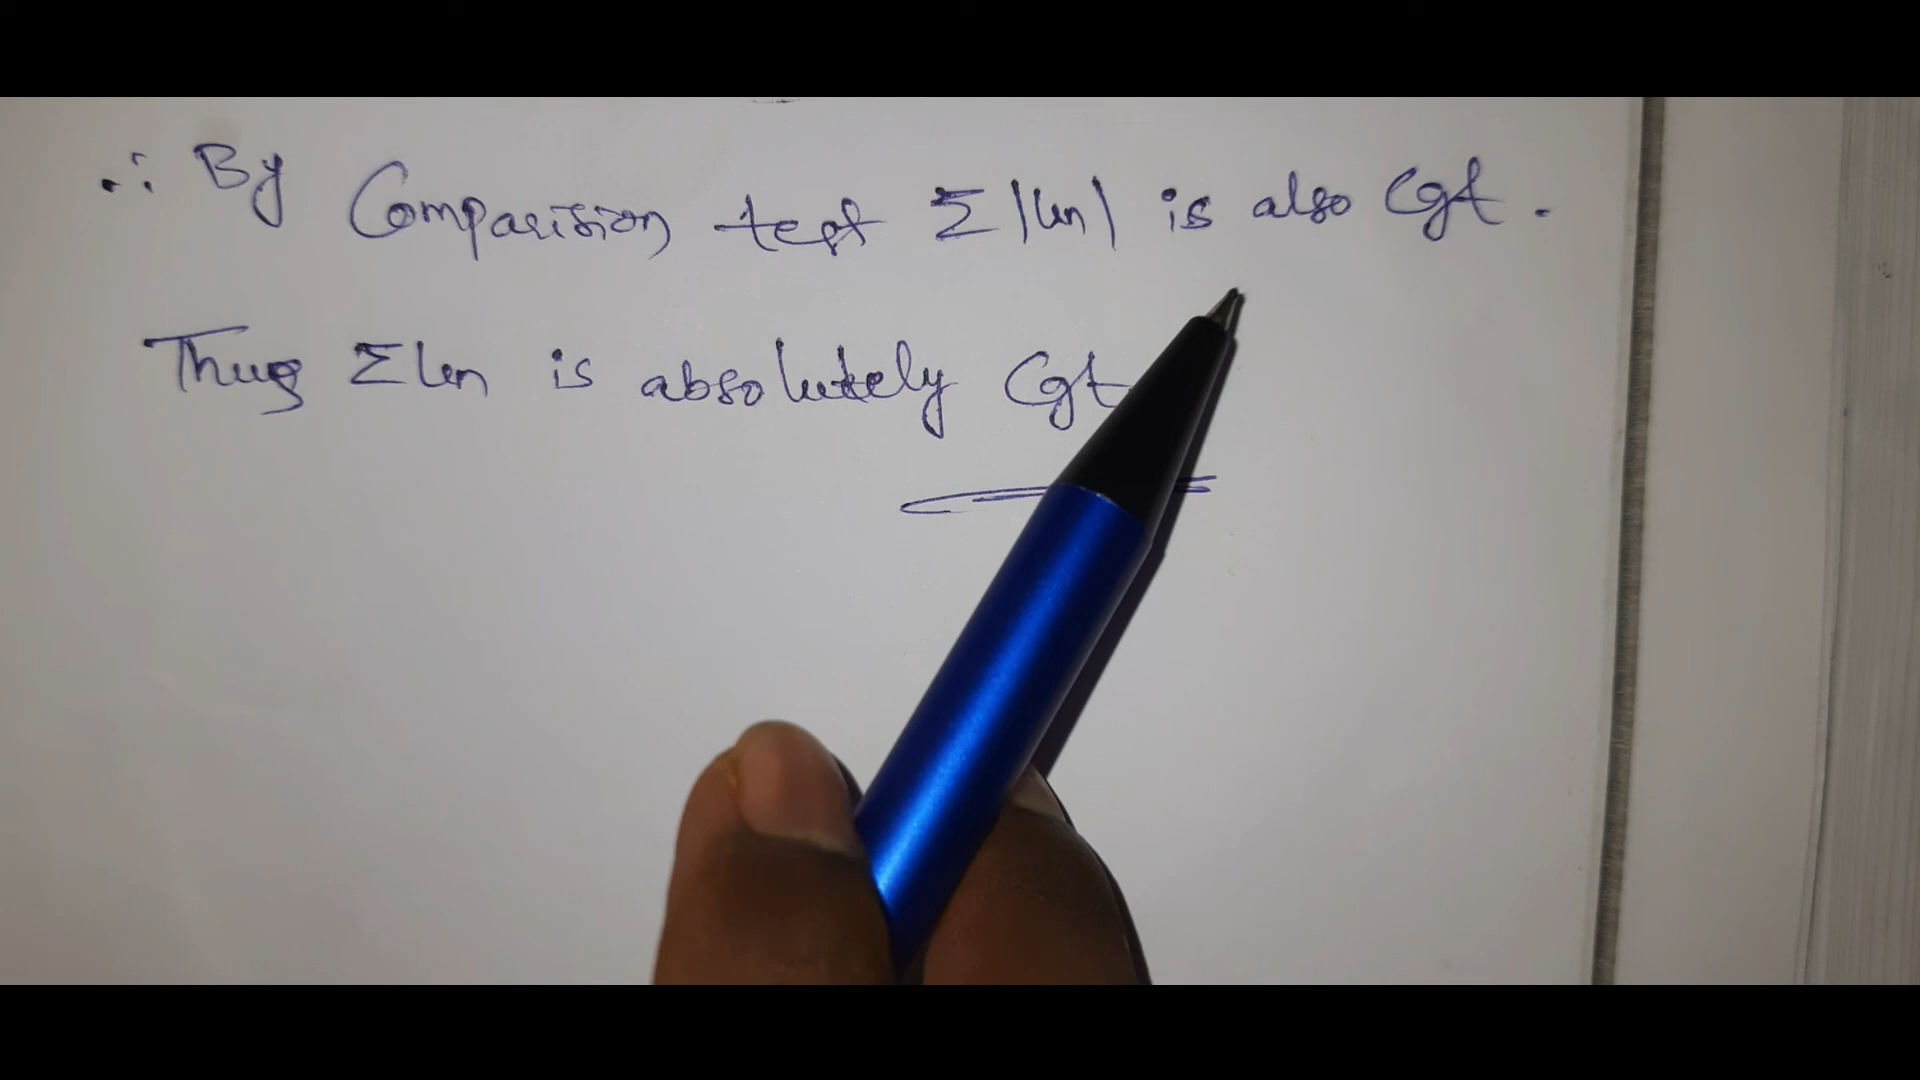 ∴ By Comparision test Σ|un| is also Cgt.
Thus Σun is absolutely Cgt